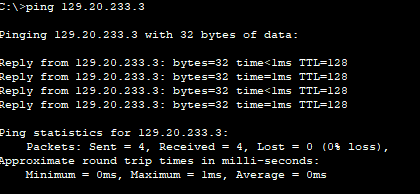 C:\>ping 129.20.233.3
Pinging 129.20.233.3 with 32 bytes of data:
Reply from 129.20.233.3: bytes=32 time<1ms TTL=128
Reply from 129.20.233.3: bytes=32 time=1ms TTL=128
Reply from 129.20.233.3: bytes=32 time<1ms TTL=128
Reply from 129.20.233.3: bytes=32 time=1ms TTL=128
Ping statistics for 129.20.233.3:
Packets: Sent = 4, Received = 4, Lost = 0 (0% loss),
Approximate round trip times in milli-seconds:
Minimum = 0ms, Maximum = 1ms, Average = 0ms